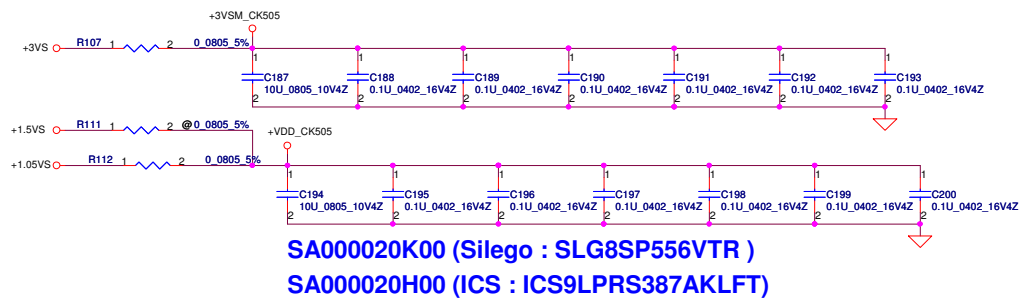 +3VSM_CK505
+3VS R107 1 2 0_0805_5%
1 1 1 1 1 1 1
C187 C188 C189 C190 C191 C192 C193
10U_0805_10V4Z 0.1U_0402_16V4Z 0.1U_0402_16V4Z 0.1U_0402_16V4Z 0.1U_0402_16V4Z 0.1U_0402_16V4Z 0.1U_0402_16V4Z
2 2 2 2 2 2 2
+1.5VS R111 1 2 @ 0_0805_5%
+VDD_CK505
+1.05VS R112 1 2 0_0805_5%
1 1 1 1 1 1 1
C194 C195 C196 C197 C198 C199 C200
10U_0805_10V4Z 0.1U_0402_16V4Z 0.1U_0402_16V4Z 0.1U_0402_16V4Z 0.1U_0402_16V4Z 0.1U_0402_16V4Z 0.1U_0402_16V4Z
2 2 2 2 2 2 2
SA000020K00 (Silego : SLG8SP556VTR )
SA000020H00 (ICS : ICS9LPRS387AKLFT)